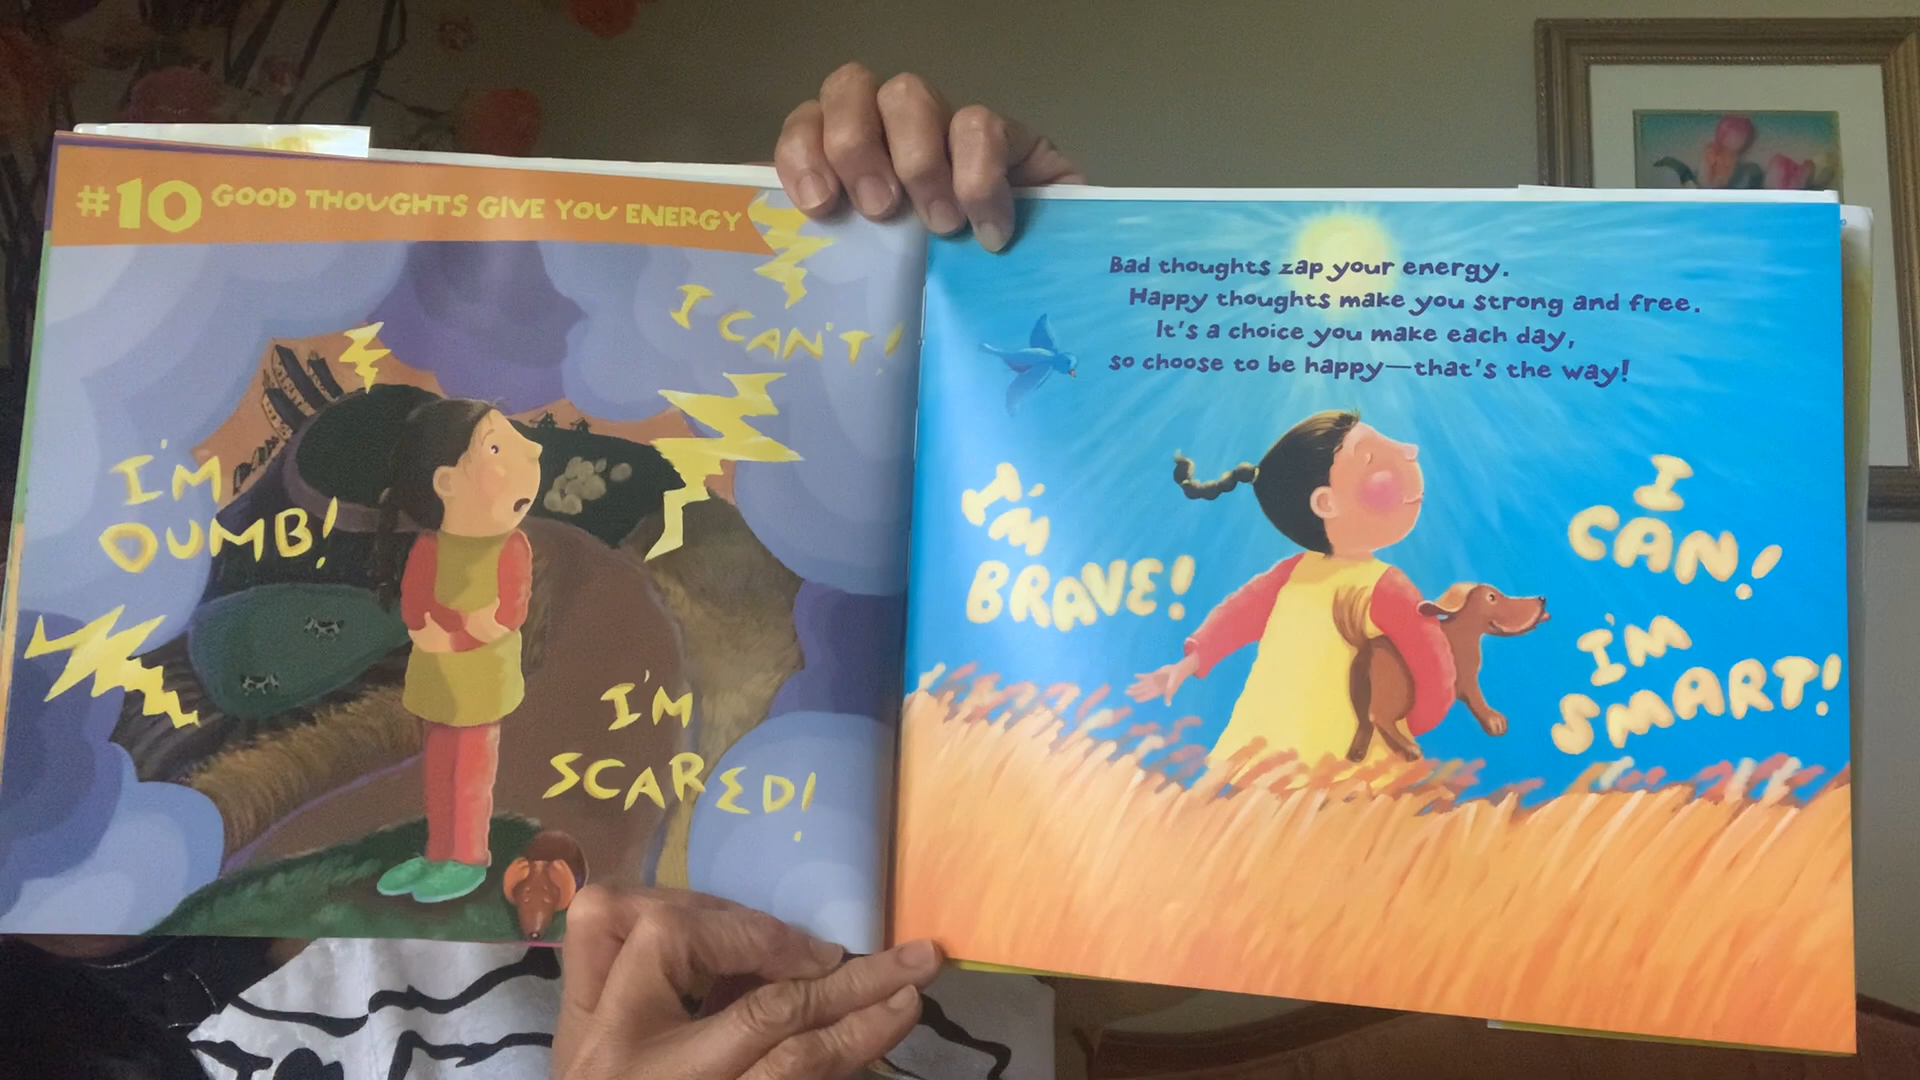 #10 GOOD THOUGHTS GIVE YOU ENERGY
I CAN'T!
I'M
DUMB!
I'M
SCARED!
Bad thoughts zap your energy.
Happy thoughts make you strong and free.
It's a choice you make each day,
so choose to be happy—that's the way!
I'M
BRAVE!
I
CAN!
I'M
SMART!